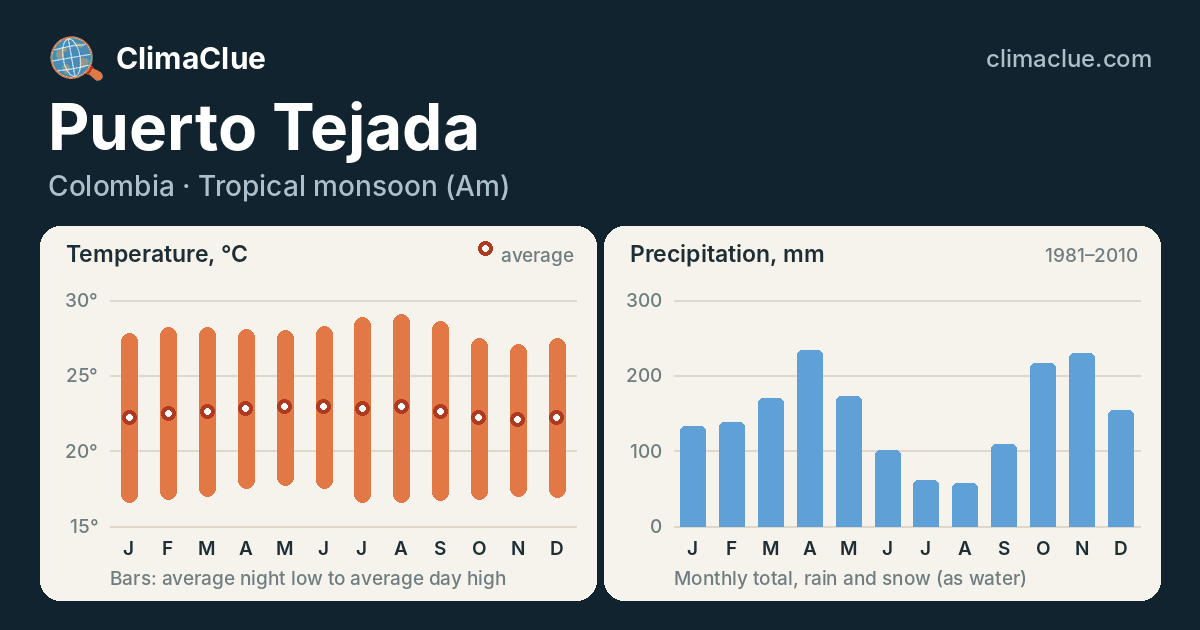 ClimaClue
climaclue.com
Puerto Tejada
Colombia · Tropical monsoon (Am)
Temperature, °C
average
30°
25°
20°
15°
J F M A M J J A S O N D
Bars: average night low to average day high
Precipitation, mm
1981–2010
300
200
100
0
J F M A M J J A S O N D
Monthly total, rain and snow (as water)